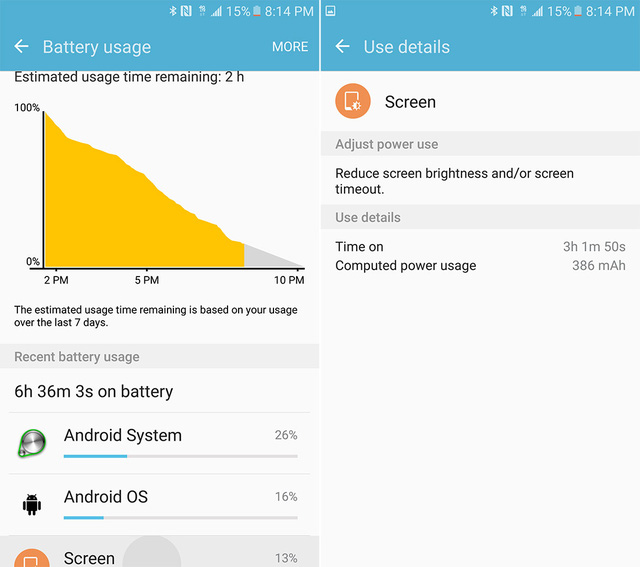 15% 8:14 PM
Battery usage MORE
Estimated usage time remaining: 2 h
100%
0%
2 PM 5 PM 10 PM
The estimated usage time remaining is based on your usage
over the last 7 days.
Recent battery usage
6h 36m 3s on battery
Android System 26%
Android OS 16%
Screen 13%
15% 8:14 PM
Use details
Screen
Adjust power use
Reduce screen brightness and/or screen
timeout.
Use details
Time on 3h 1m 50s
Computed power usage 386 mAh